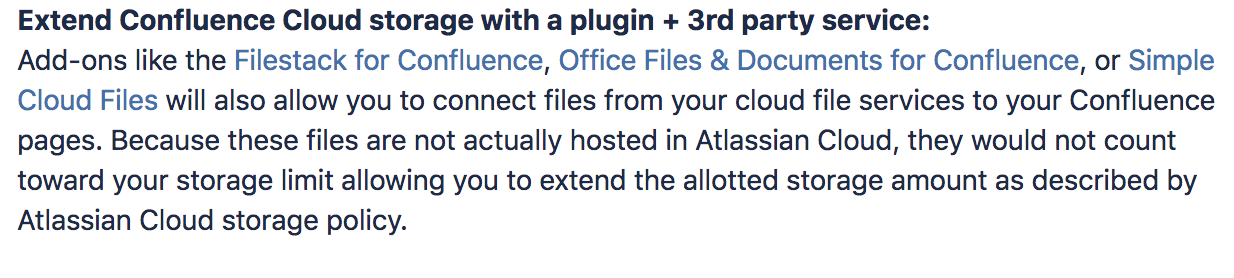 Extend Confluence Cloud storage with a plugin + 3rd party service:
Add-ons like the Filestack for Confluence, Office Files & Documents for Confluence, or Simple
Cloud Files will also allow you to connect files from your cloud file services to your Confluence
pages. Because these files are not actually hosted in Atlassian Cloud, they would not count
toward your storage limit allowing you to extend the allotted storage amount as described by
Atlassian Cloud storage policy.